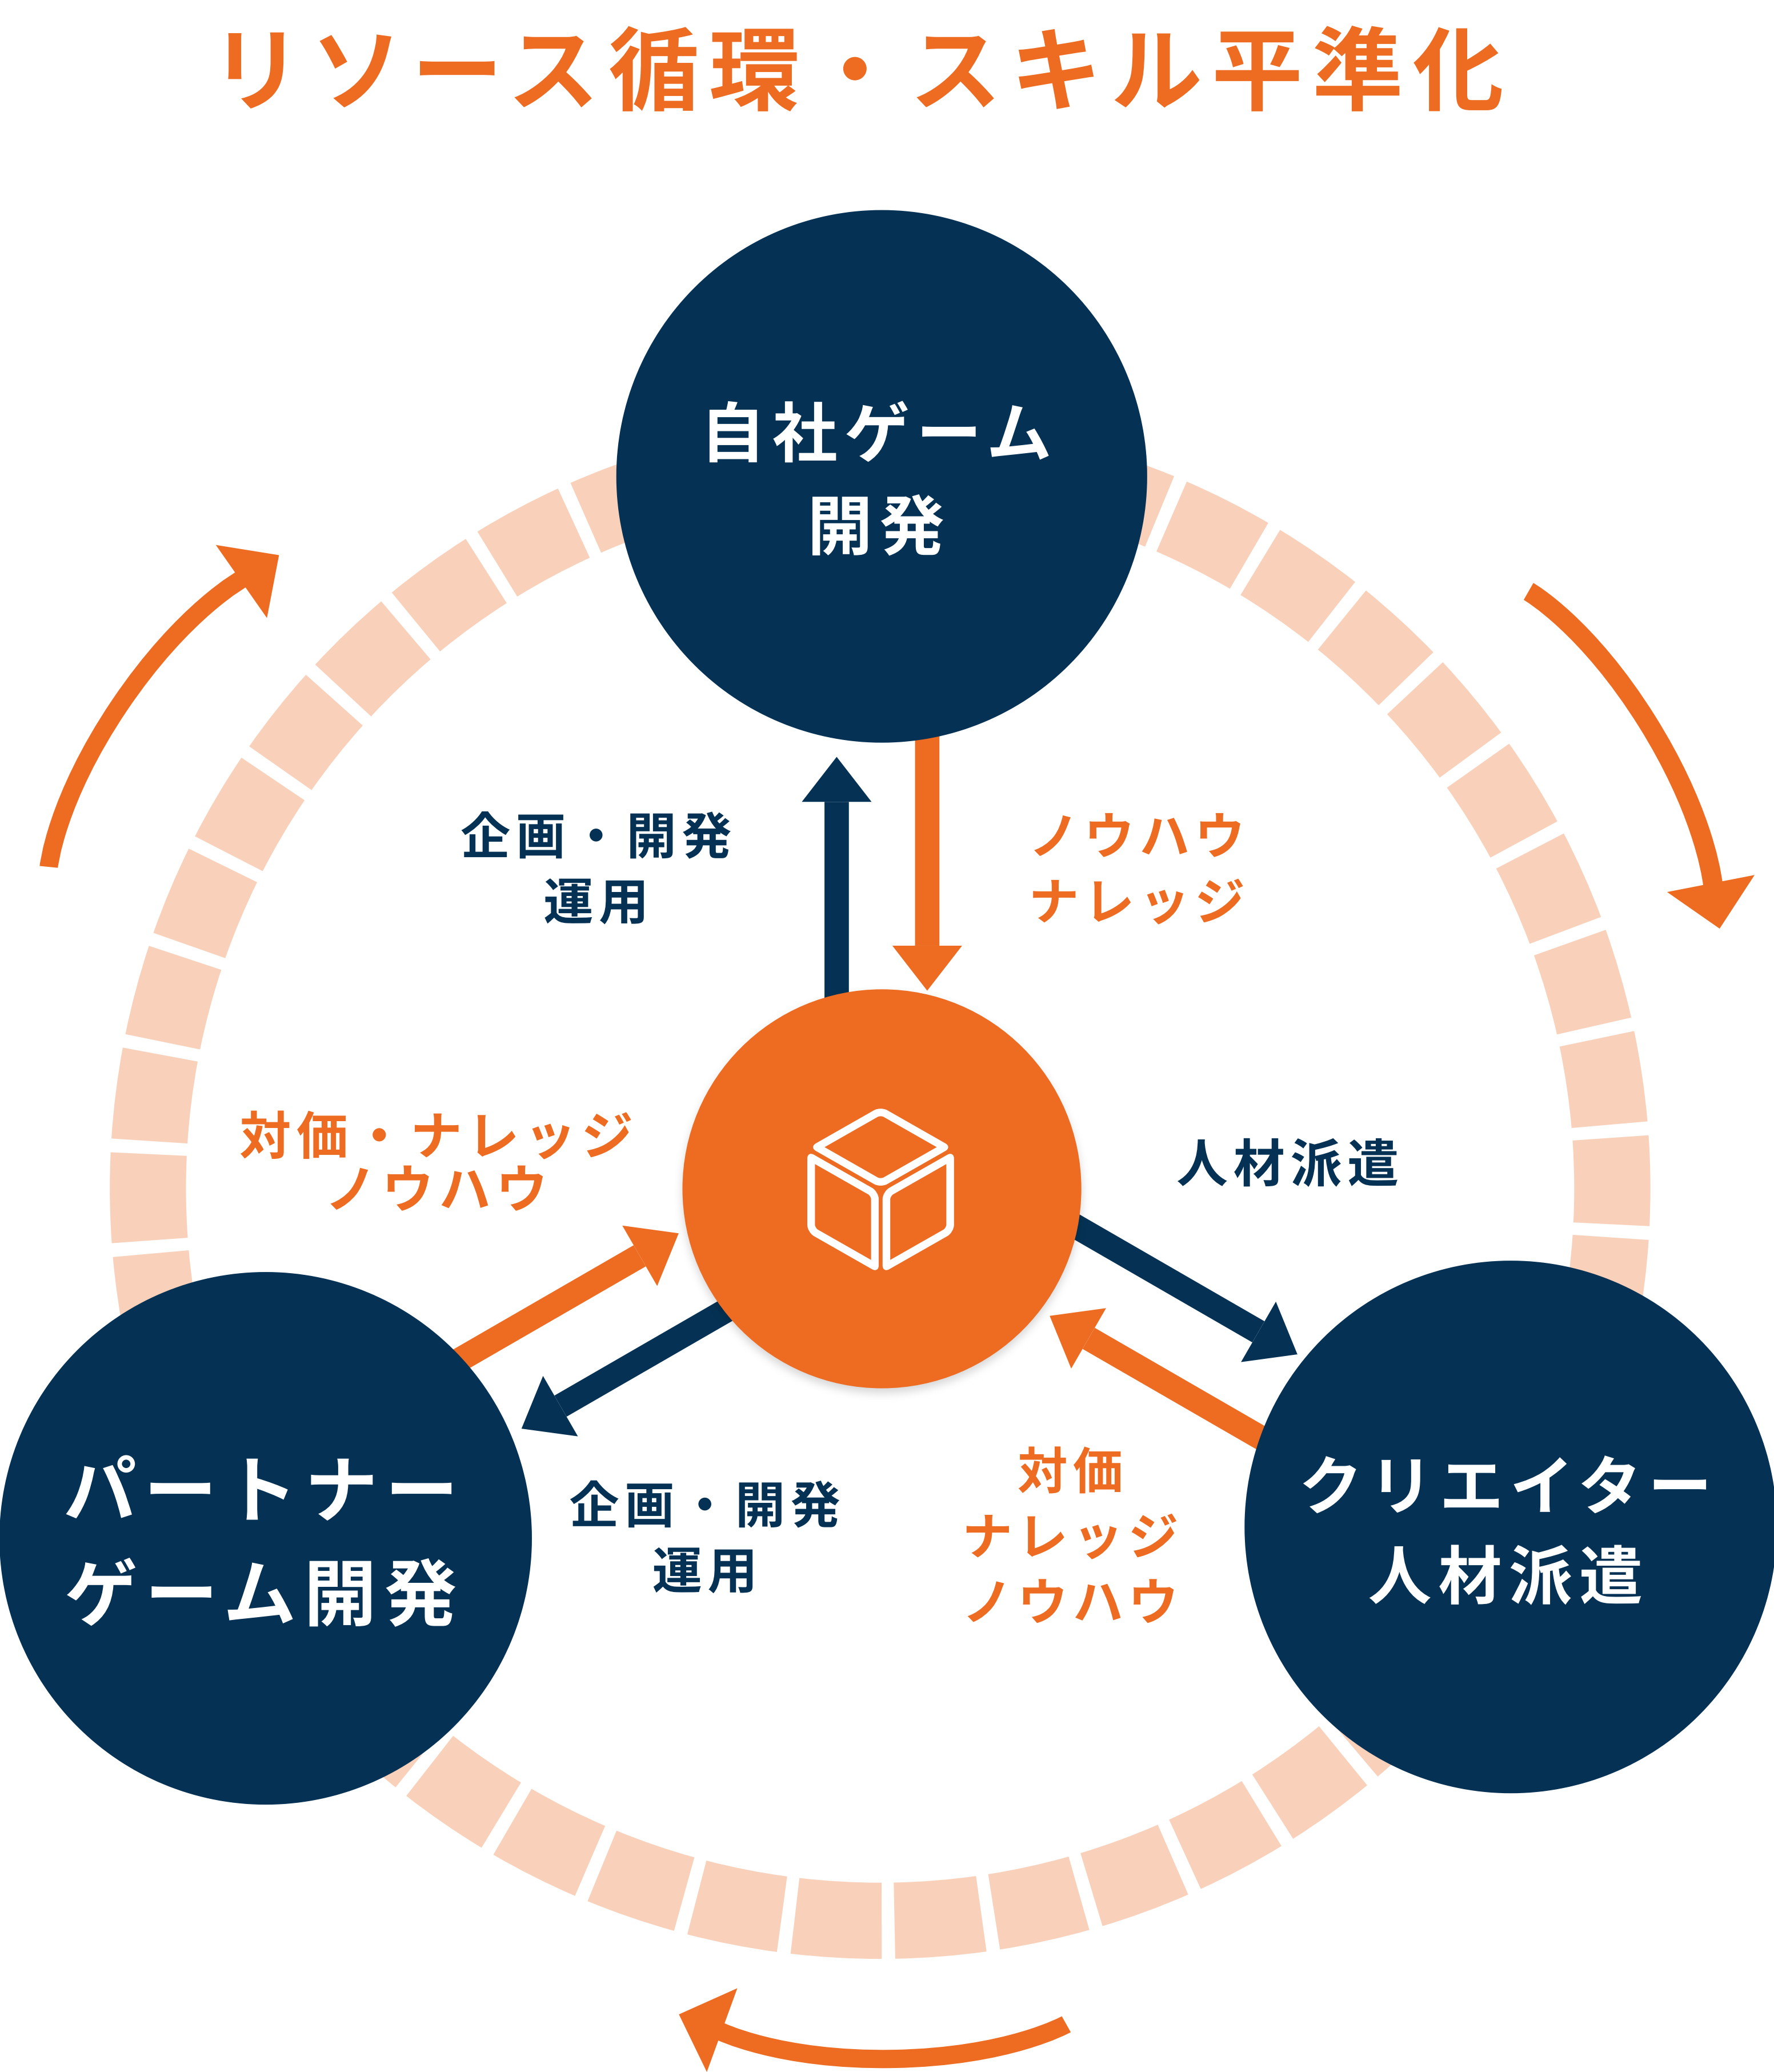 リソース循環・スキル平準化
自社ゲーム
開発
企画・開発
運用
ノウハウ
ナレッジ
対価・ナレッジ
ノウハウ
人材派遣
パートナー
ゲーム開発
企画・開発
運用
対価
ナレッジ
ノウハウ
クリエイター
人材派遣